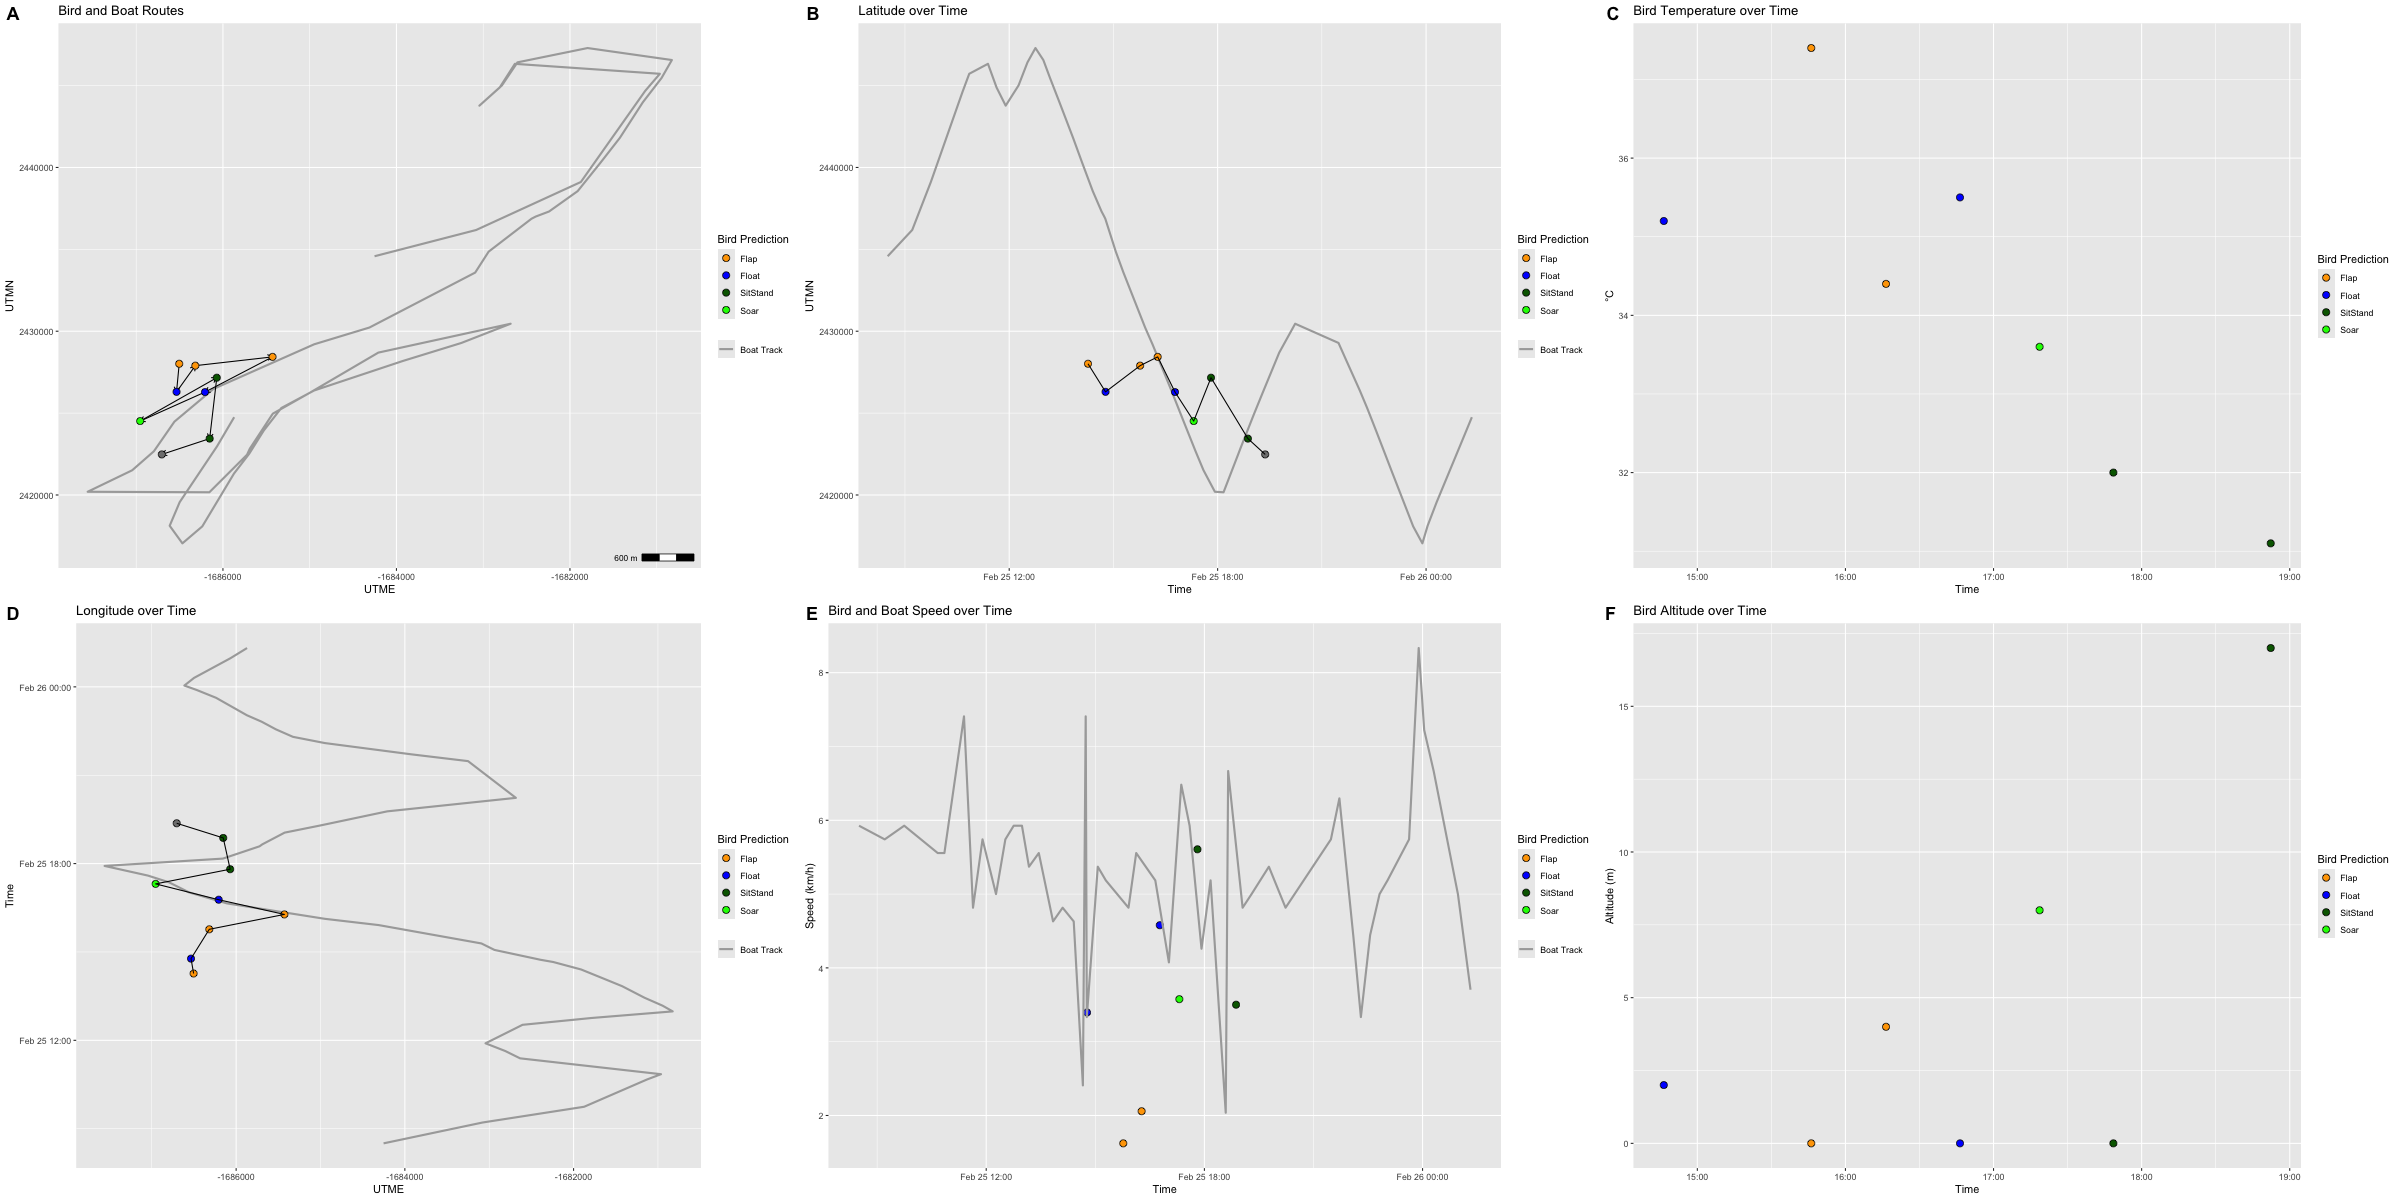 A Bird and Boat Routes
UTMN
2440000
2430000
2420000
-1686000 -1684000 -1682000
UTME
600 m
Bird Prediction
Flap
Float
SitStand
Soar
Boat Track
B Latitude over Time
UTMN
2440000
2430000
2420000
Feb 25 12:00 Feb 25 18:00 Feb 26 00:00
Time
Bird Prediction
Flap
Float
SitStand
Soar
Boat Track
C Bird Temperature over Time
°C
36
34
32
15:00 16:00 17:00 18:00 19:00
Time
Bird Prediction
Flap
Float
SitStand
Soar
D Longitude over Time
Time
Feb 26 00:00
Feb 25 18:00
Feb 25 12:00
-1686000 -1684000 -1682000
UTME
Bird Prediction
Flap
Float
SitStand
Soar
Boat Track
E Bird and Boat Speed over Time
Speed (km/h)
8
6
4
2
Feb 25 12:00 Feb 25 18:00 Feb 26 00:00
Time
Bird Prediction
Flap
Float
SitStand
Soar
Boat Track
F Bird Altitude over Time
Altitude (m)
15
10
5
0
15:00 16:00 17:00 18:00 19:00
Time
Bird Prediction
Flap
Float
SitStand
Soar